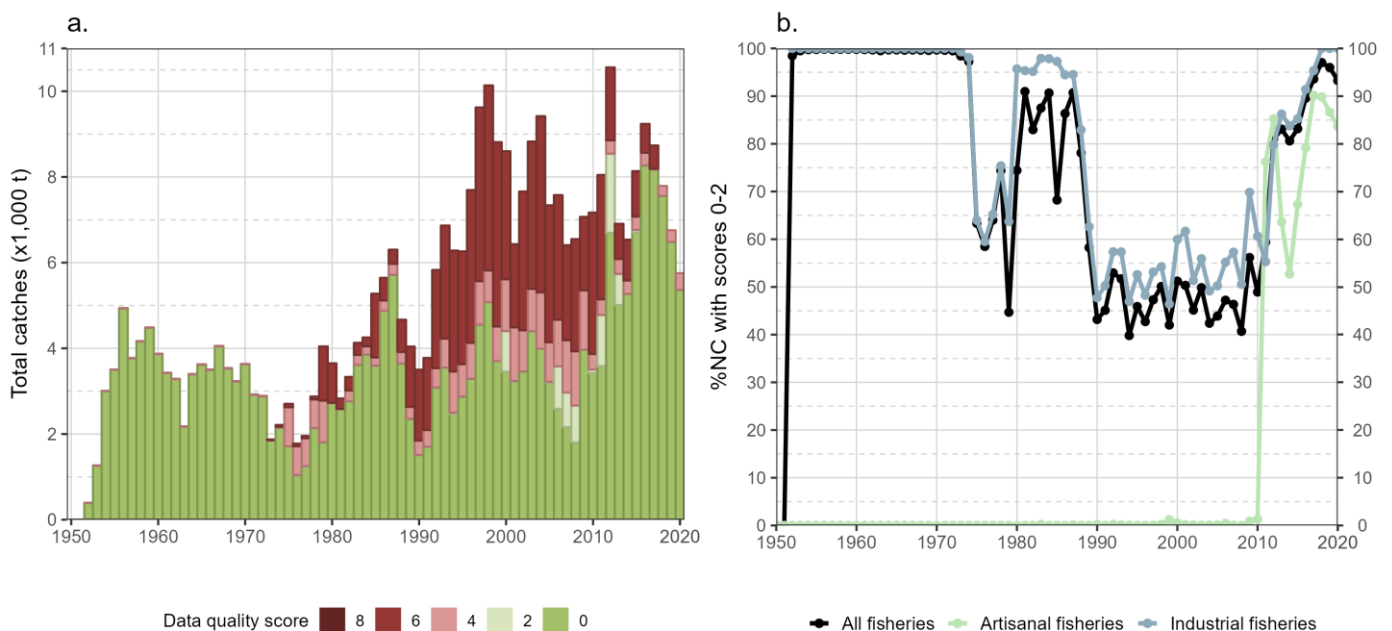 a.
Total catches (x1,000 t)
11
10
8
6
4
2
0
1950 1960 1970 1980 1990 2000 2010 2020
Data quality score 8 6 4 2 0
b.
%NC with scores 0-2
100 100
90 90
80 80
70 70
60 60
50 50
40 40
30 30
20 20
10 10
0 0
1950 1960 1970 1980 1990 2000 2010 2020
All fisheries Artisanal fisheries Industrial fisheries